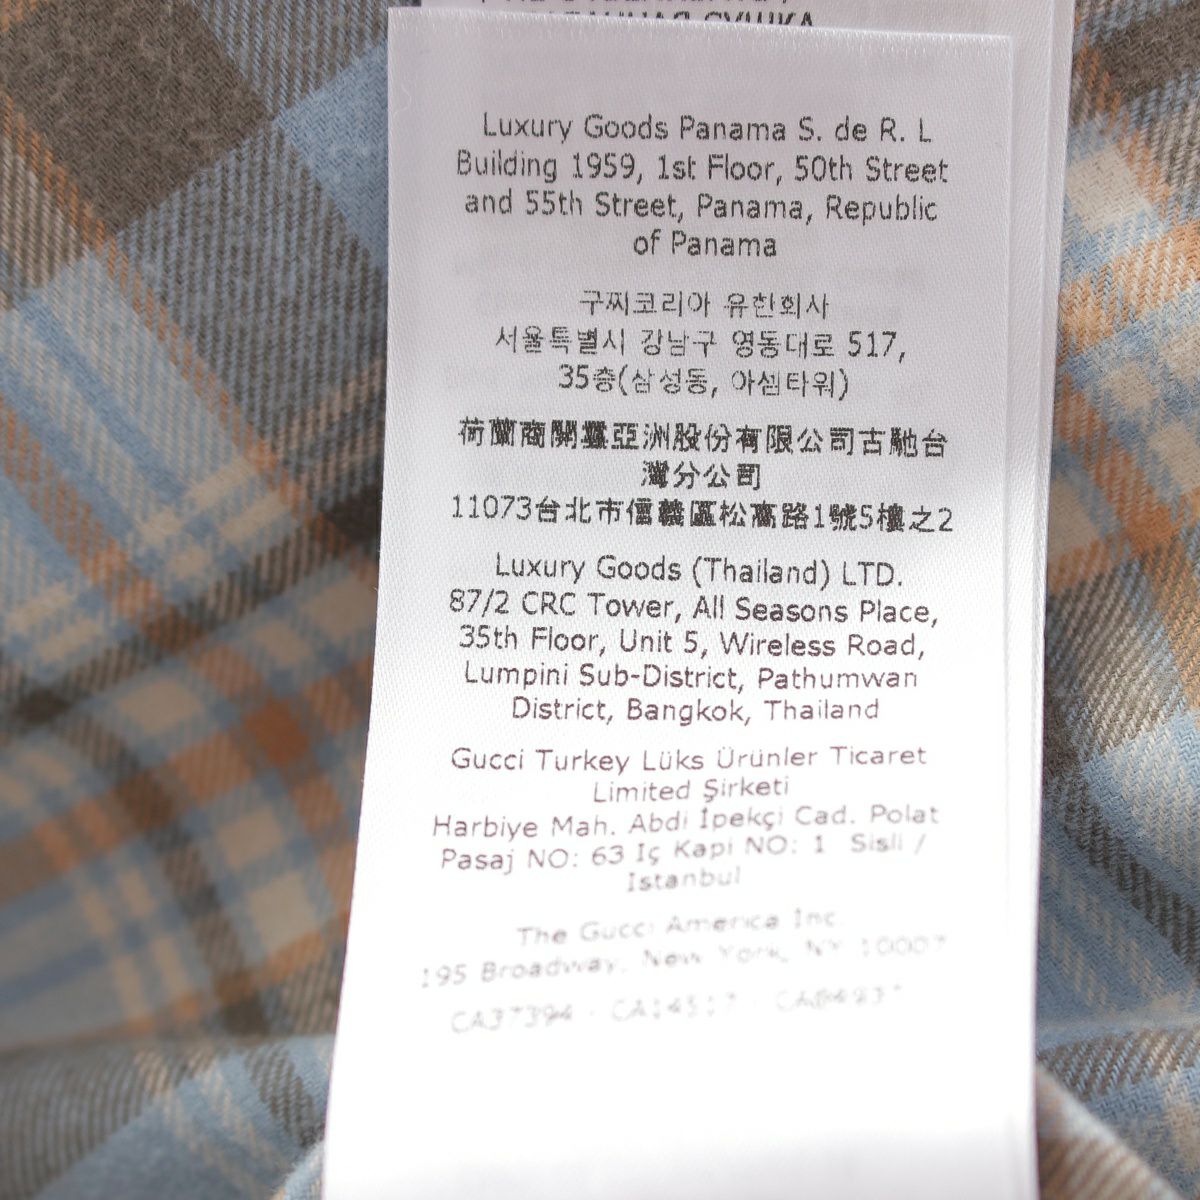 Luxury Goods Panama S. de R. L
Building 1959, 1st Floor, 50th Street
and 55th Street, Panama, Republic
of Panama
구찌코리아 유한회사
서울특별시 강남구 영동대로 517,
35층(삼성동, 아셈타워)
荷蘭商開雲亞洲股份有限公司古馳台
灣分公司
11073台北市信義區松高路1號5樓之2
Luxury Goods (Thailand) LTD.
87/2 CRC Tower, All Seasons Place,
35th Floor, Unit 5, Wireless Road,
Lumpini Sub-District, Pathumwan
District, Bangkok, Thailand
Gucci Turkey Lüks Ürünler Ticaret
Limited Şirketi
Harbiye Mah. Abdi İpekçi Cad. Polat
Pasaj NO: 63 Iç Kapi NO: 1 Sisli /
Istanbul
The Gucci America Inc.
195 Broadway, New York, NY 10007
CA37394 -